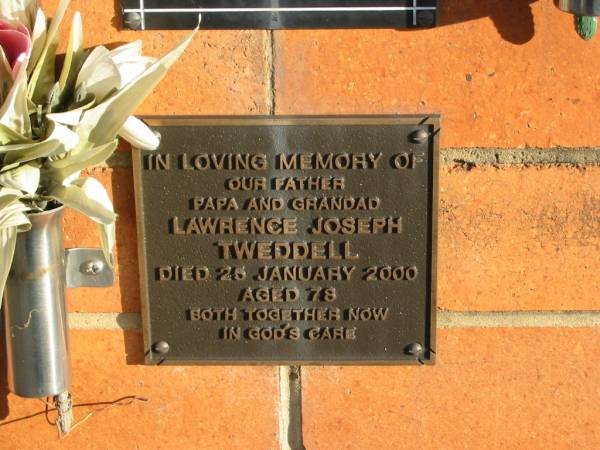 IN LOVING MEMORY OF
OUR FATHER
PAPA AND GRANDAD
LAWRENCE JOSEPH
TWEDDELL
DIED 25 JANUARY 2000
AGED 78
BOTH TOGETHER NOW
IN GOD'S CARE